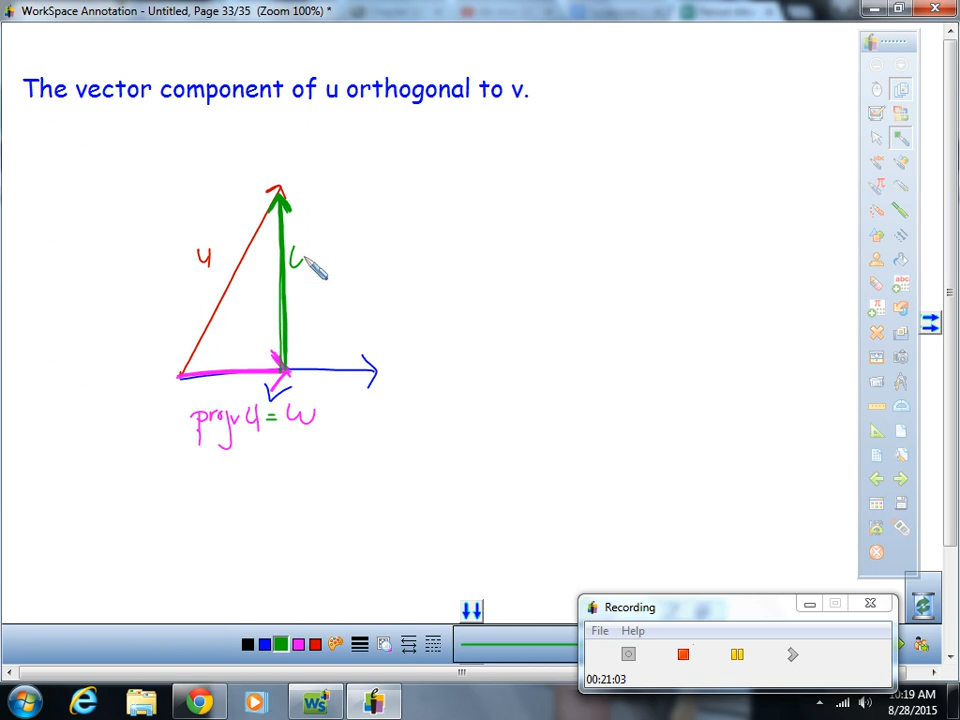 WorkSpace Annotation - Untitled, Page 33/35 (Zoom 100%) *
The vector component of u orthogonal to v.
u
v
projv u = w
Recording
File Help
00:21:03
10:19 AM
8/28/2015